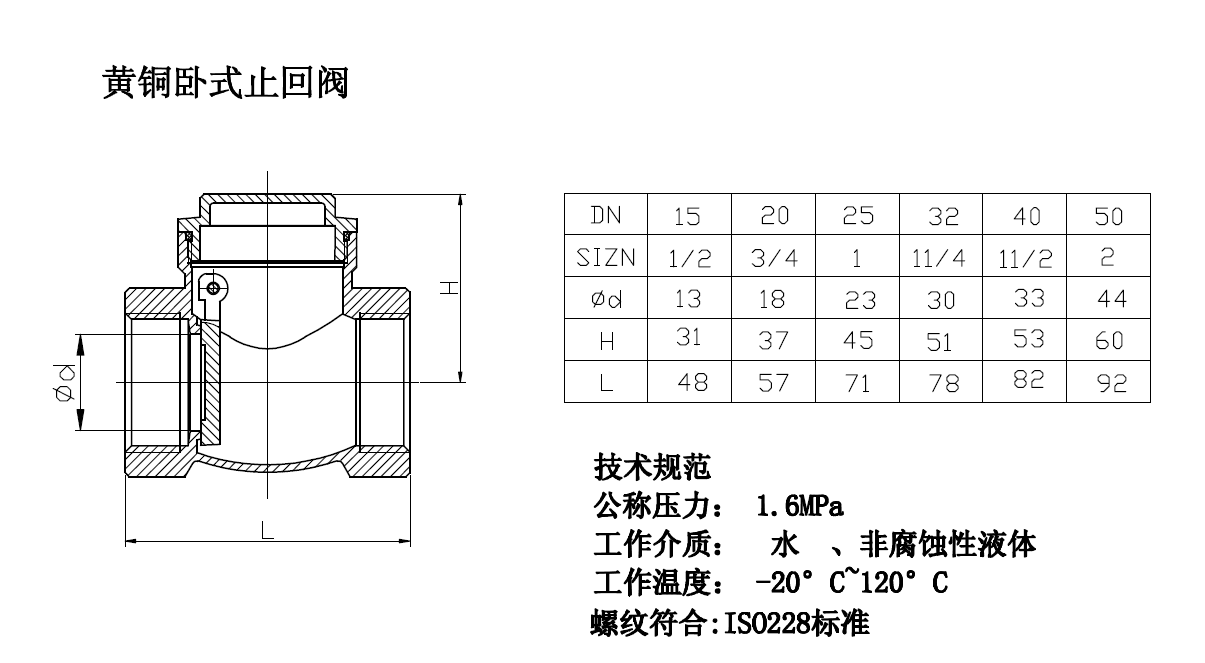 黄铜卧式止回阀
H
Ød
L
DN 15 20 25 32 40 50
SIZN 1/2 3/4 1 11/4 11/2 2
Ød 13 18 23 30 33 44
H 31 37 45 51 53 60
L 48 57 71 78 82 92
技术规范
公称压力： 1.6MPa
工作介质： 水 、非腐蚀性液体
工作温度： -20°C~120°C
螺纹符合:ISO228标准